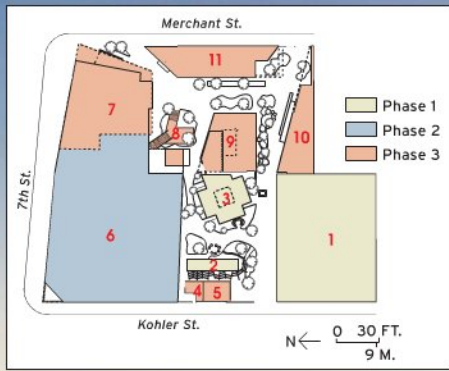 Merchant St.
11
7
8
9
10
Phase 1
Phase 2
Phase 3
7th St.
3
6
1
2
4
5
Kohler St.
N
0 30 FT.
9 M.